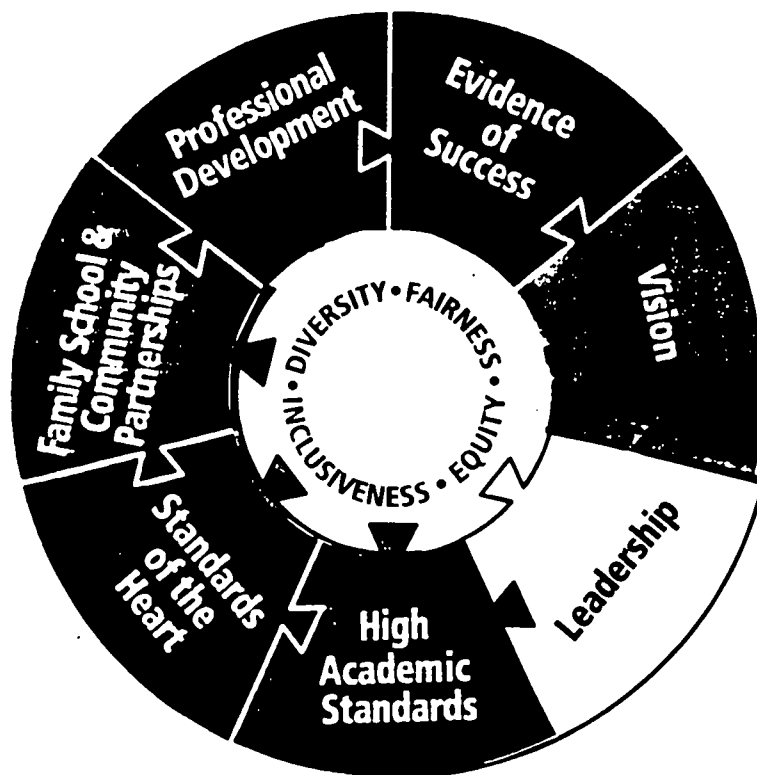 Professional
Development
Evidence
of
Success
Vision
Leadership
High
Academic
Standards
Standards
of the
Heart
Family School &
Community
Partnerships
DIVERSITY • FAIRNESS •
EQUITY •
INCLUSIVENESS •